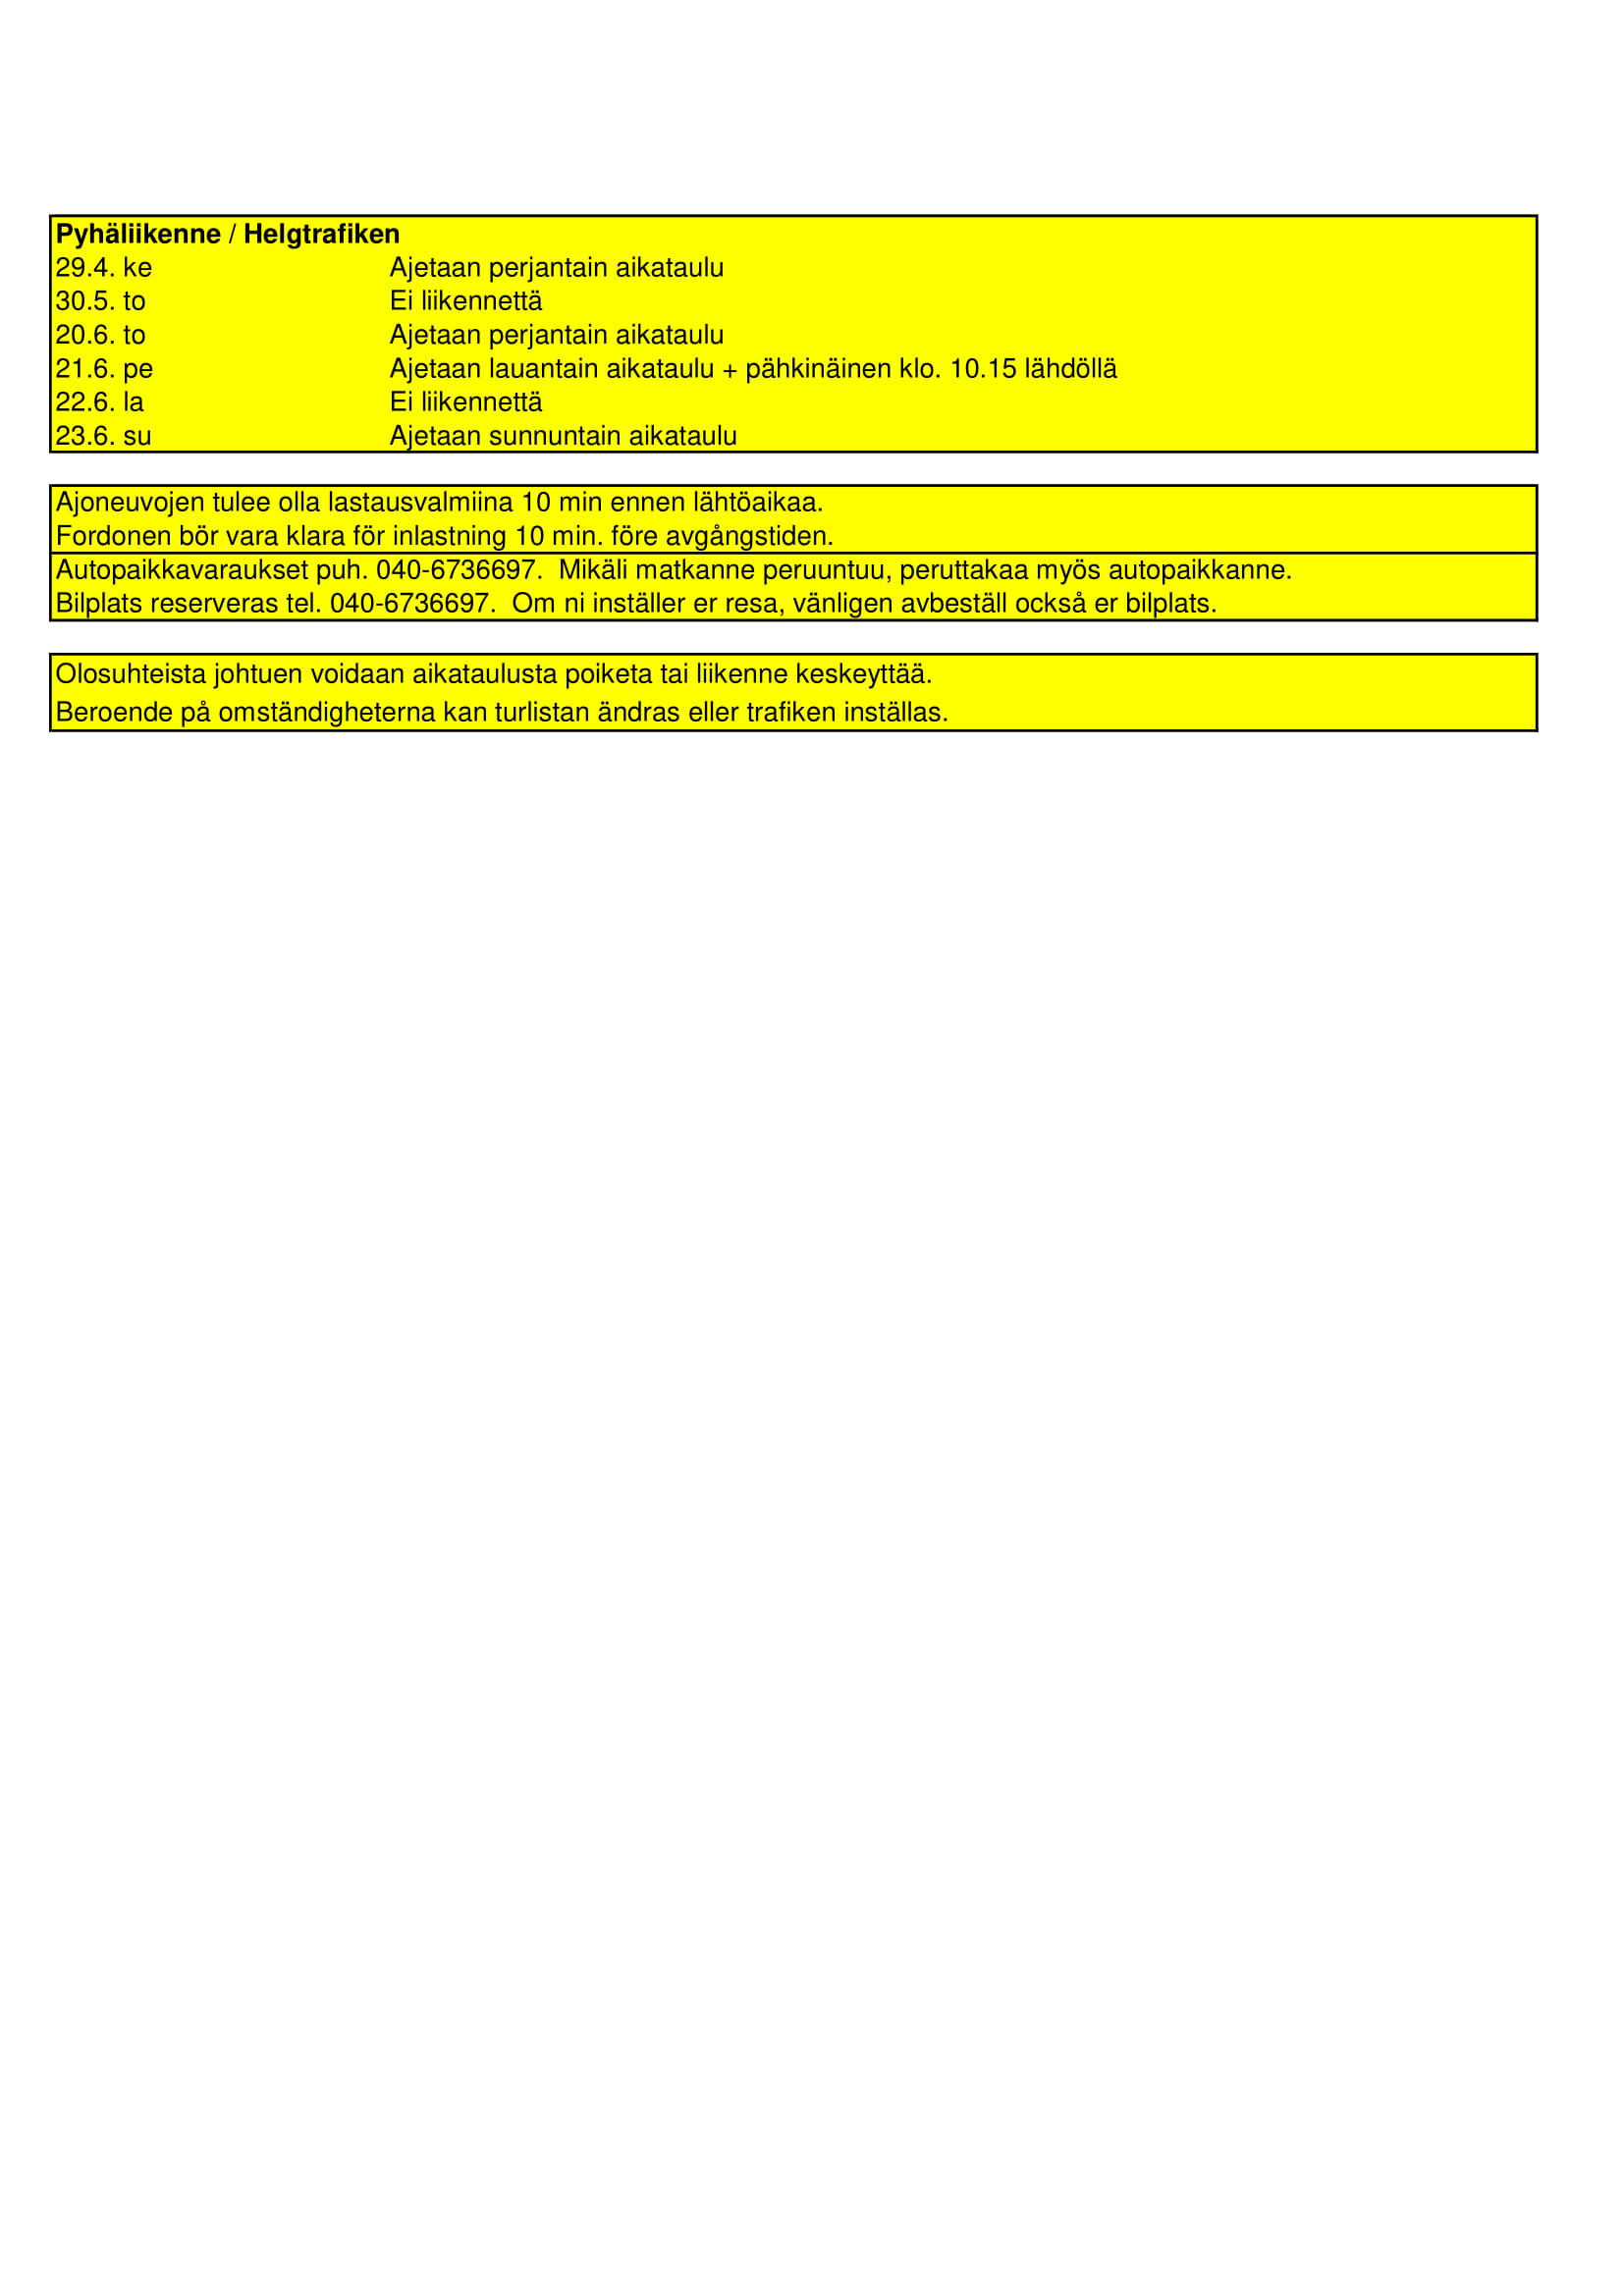 Pyhäliikenne / Helgtrafiken
29.4. ke Ajetaan perjantain aikataulu
30.5. to Ei liikennettä
20.6. to Ajetaan perjantain aikataulu
21.6. pe Ajetaan lauantain aikataulu + pähkinäinen klo. 10.15 lähdöllä
22.6. la Ei liikennettä
23.6. su Ajetaan sunnuntain aikataulu
Ajoneuvojen tulee olla lastausvalmiina 10 min ennen lähtöaikaa.
Fordonen bör vara klara för inlastning 10 min. före avgångstiden.
Autopaikkavaraukset puh. 040-6736697.  Mikäli matkanne peruuntuu, peruttakaa myös autopaikkanne.
Bilplats reserveras tel. 040-6736697.  Om ni inställer er resa, vänligen avbeställ också er bilplats.
Olosuhteista johtuen voidaan aikataulusta poiketa tai liikenne keskeyttää.
Beroende på omständigheterna kan turlistan ändras eller trafiken inställas.